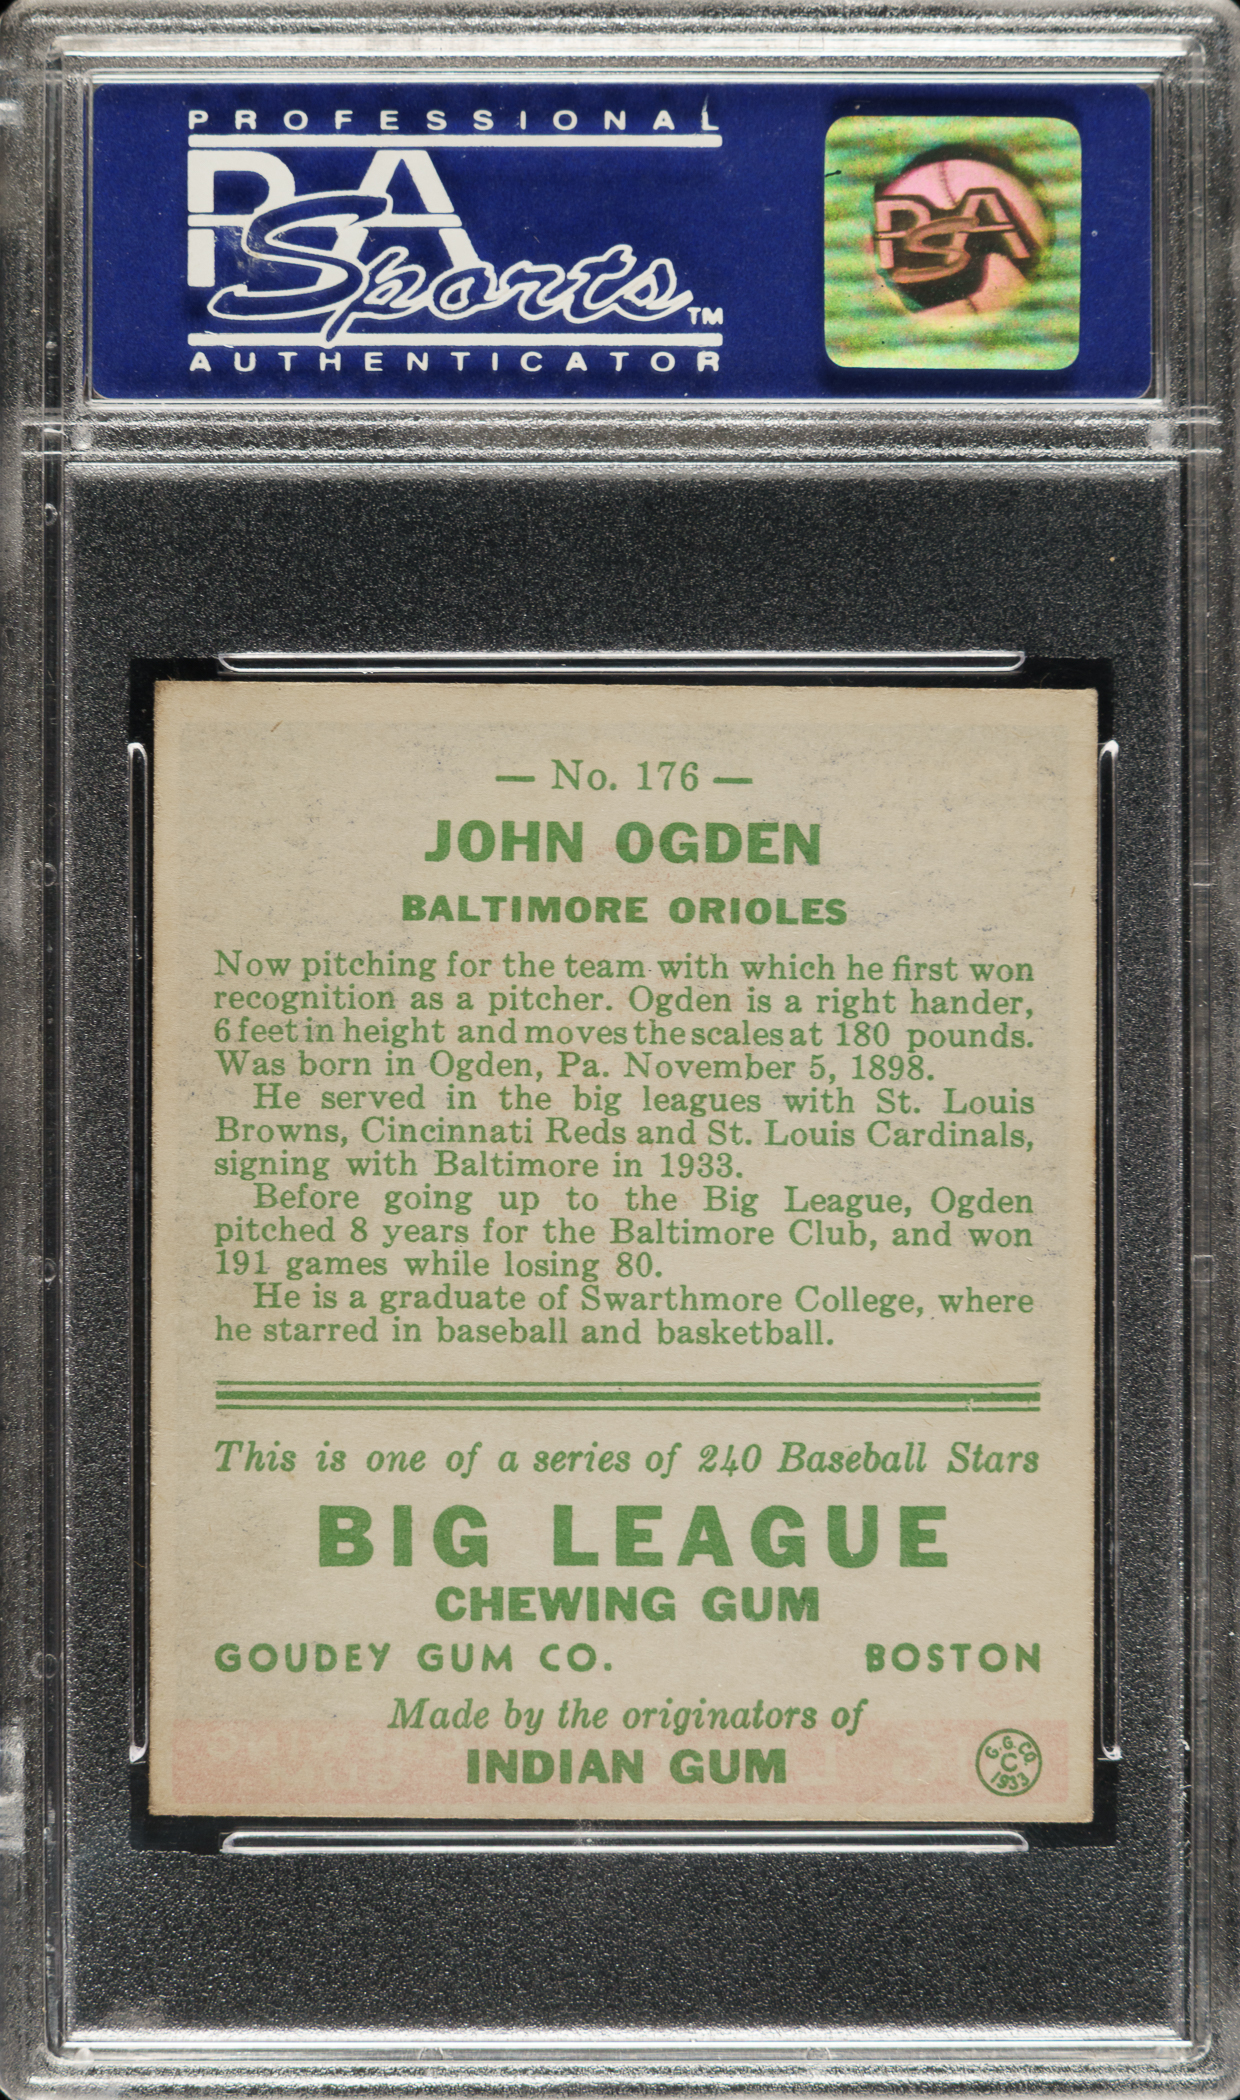 PROFESSIONAL
PSA
Sports™
AUTHENTICATOR
PSA
— No. 176 —
JOHN OGDEN
BALTIMORE ORIOLES
Now pitching for the team with which he first won
recognition as a pitcher. Ogden is a right hander,
6 feet in height and moves the scales at 180 pounds.
Was born in Ogden, Pa. November 5, 1898.
He served in the big leagues with St. Louis
Browns, Cincinnati Reds and St. Louis Cardinals,
signing with Baltimore in 1933.
Before going up to the Big League, Ogden
pitched 8 years for the Baltimore Club, and won
191 games while losing 80.
He is a graduate of Swarthmore College, where
he starred in baseball and basketball.
This is one of a series of 240 Baseball Stars
BIG LEAGUE
CHEWING GUM
GOUDEY GUM CO. BOSTON
Made by the originators of
INDIAN GUM
G. G. CO.
C
1933